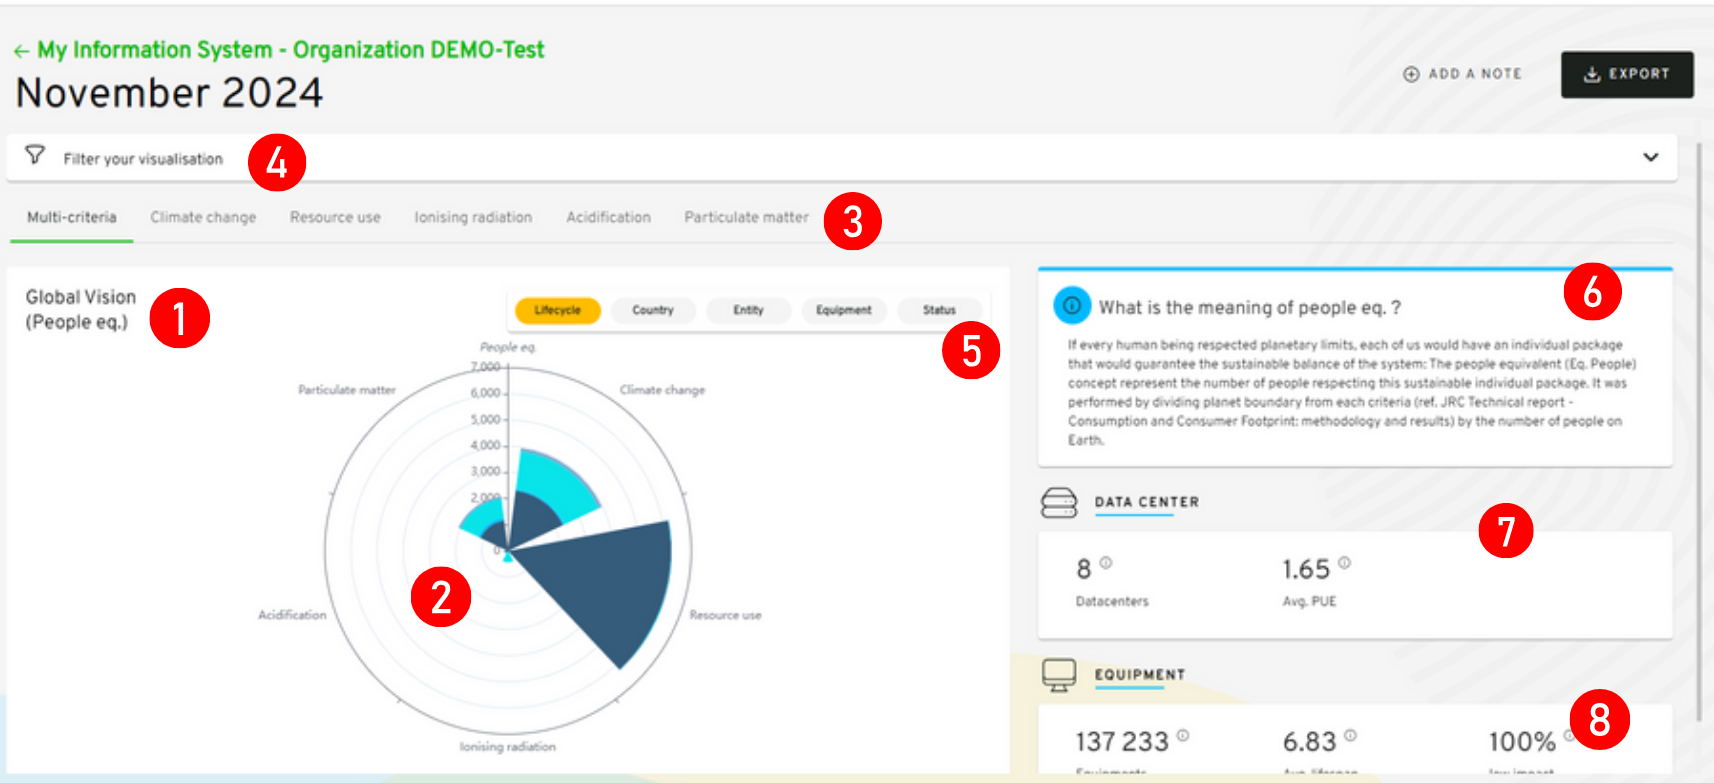 ← My Information System - Organization DEMO-Test
November 2024
ADD A NOTE
EXPORT
Filter your visualisation
4
Multi-criteria
Climate change
Resource use
Ionising radiation
Acidification
Particulate matter
3
Global Vision
(People eq.)
1
Lifecycle
Country
Entity
Equipment
Status
5
People eq.
7,000
6,000
5,000
4,000
3,000
2,000
0
Particulate matter
Climate change
Acidification
Resource use
Ionising radiation
2
What is the meaning of people eq. ?
6
If every human being respected planetary limits, each of us would have an individual package
that would guarantee the sustainable balance of the system: The people equivalent (Eq. People)
concept represent the number of people respecting this sustainable individual package. It was
performed by dividing planet boundary from each criteria (ref. JRC Technical report -
Consumption and Consumer Footprint: methodology and results) by the number of people on
Earth.
DATA CENTER
7
8
Datacenters
1.65
Avg. PUE
EQUIPMENT
8
137 233
Equipments
6.83
Avg. lifespan
100%
low impact